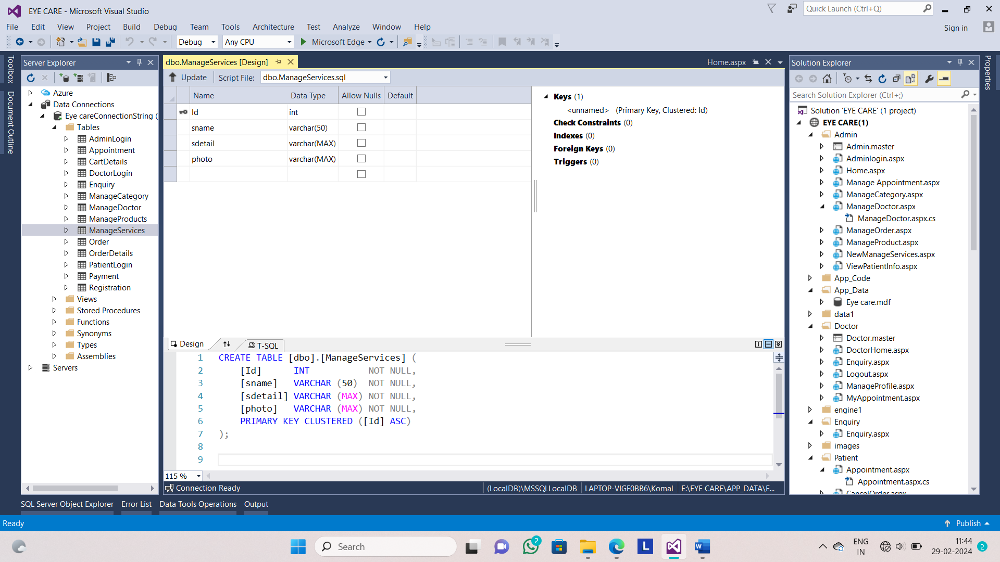 EYE CARE - Microsoft Visual Studio
Quick Launch (Ctrl+Q)
File Edit View Project Build Debug Team Tools Architecture Test Analyze Window Help
Sign in
Debug Any CPU Microsoft Edge
Toolbox
Document Outline
Server Explorer
Azure
Data Connections
Eye careConnectionString (
Tables
AdminLogin
Appointment
CartDetails
DoctorLogin
Enquiry
ManageCategory
ManageDoctor
ManageProducts
ManageServices
Order
OrderDetails
PatientLogin
Payment
Registration
Views
Stored Procedures
Functions
Synonyms
Types
Assemblies
Servers
dbo.ManageServices [Design]
Home.aspx
Update Script File: dbo.ManageServices.sql
Name Data Type Allow Nulls Default
Id int
sname varchar(50)
sdetail varchar(MAX)
photo varchar(MAX)
Keys (1)
<unnamed> (Primary Key, Clustered: Id)
Check Constraints (0)
Indexes (0)
Foreign Keys (0)
Triggers (0)
Design T-SQL
1 CREATE TABLE [dbo].[ManageServices] (
2 [Id] INT NOT NULL,
3 [sname] VARCHAR (50) NOT NULL,
4 [sdetail] VARCHAR (MAX) NOT NULL,
5 [photo] VARCHAR (MAX) NOT NULL,
6 PRIMARY KEY CLUSTERED ([Id] ASC)
7 );
8
9
115 %
Connection Ready (LocalDB)\MSSQLLocalDB LAPTOP-VIGF0BB6\Komal E:\EYE CARE\APP_DATA\E...
Solution Explorer
Search Solution Explorer (Ctrl+;)
Solution 'EYE CARE' (1 project)
EYE CARE(1)
Admin
Admin.master
Adminlogin.aspx
Home.aspx
Manage Appointment.aspx
ManageCategory.aspx
ManageDoctor.aspx
ManageDoctor.aspx.cs
ManageOrder.aspx
ManageProduct.aspx
NewManageServices.aspx
ViewPatientInfo.aspx
App_Code
App_Data
Eye care.mdf
data1
Doctor
Doctor.master
DoctorHome.aspx
Enquiry.aspx
Logout.aspx
ManageProfile.aspx
MyAppointment.aspx
engine1
Enquiry
Enquiry.aspx
images
Patient
Appointment.aspx
Appointment.aspx.cs
CancelOrder.aspx
Properties
SQL Server Object Explorer Error List Data Tools Operations Output
Ready
Publish
Search
2
L
W
ENG
IN
11:44
29-02-2024
2